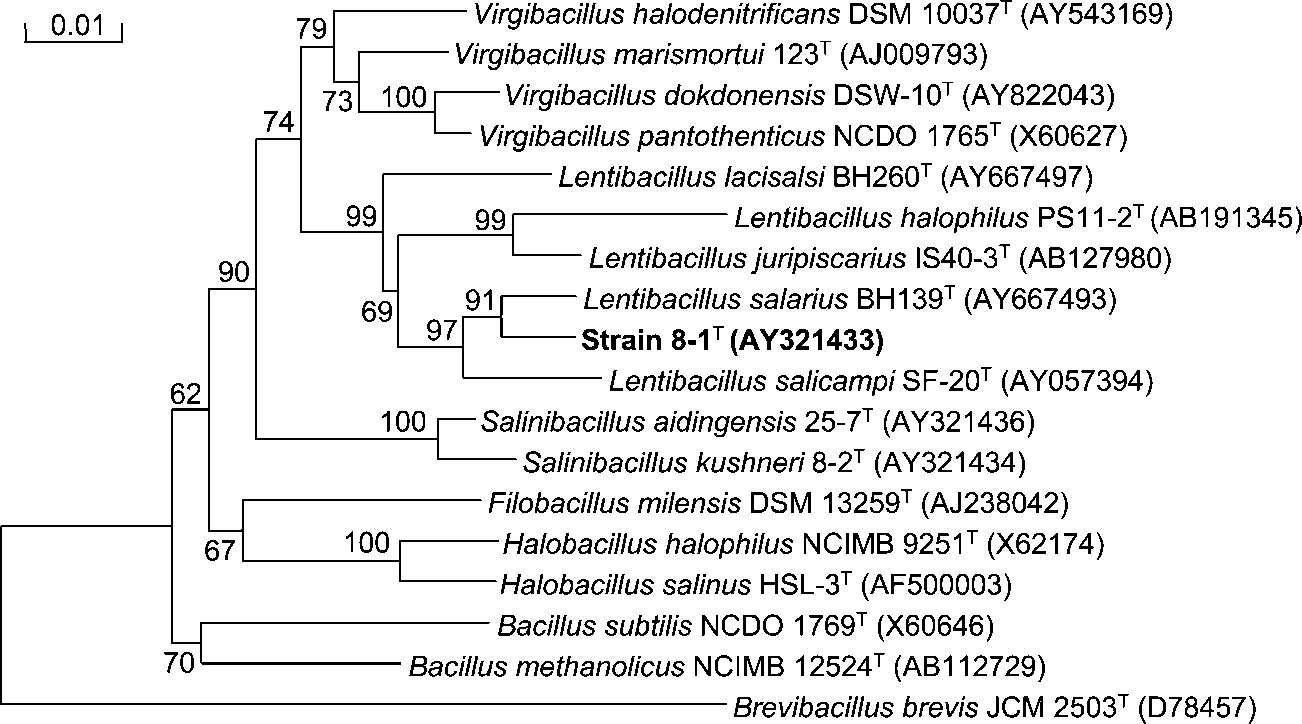 0.01
79
Virgibacillus halodenitrificans DSM 10037ᵀ (AY543169)
Virgibacillus marismortui 123ᵀ (AJ009793)
73
100
Virgibacillus dokdonensis DSW-10ᵀ (AY822043)
74
Virgibacillus pantothenticus NCDO 1765ᵀ (X60627)
Lentibacillus lacisalsi BH260ᵀ (AY667497)
99
99
Lentibacillus halophilus PS11-2ᵀ (AB191345)
Lentibacillus juripiscarius IS40-3ᵀ (AB127980)
90
69
91
Lentibacillus salarius BH139ᵀ (AY667493)
97
Strain 8-1ᵀ (AY321433)
Lentibacillus salicampi SF-20ᵀ (AY057394)
62
100
Salinibacillus aidingensis 25-7ᵀ (AY321436)
Salinibacillus kushneri 8-2ᵀ (AY321434)
Filobacillus milensis DSM 13259ᵀ (AJ238042)
67
100
Halobacillus halophilus NCIMB 9251ᵀ (X62174)
Halobacillus salinus HSL-3ᵀ (AF500003)
Bacillus subtilis NCDO 1769ᵀ (X60646)
70
Bacillus methanolicus NCIMB 12524ᵀ (AB112729)
Brevibacillus brevis JCM 2503ᵀ (D78457)